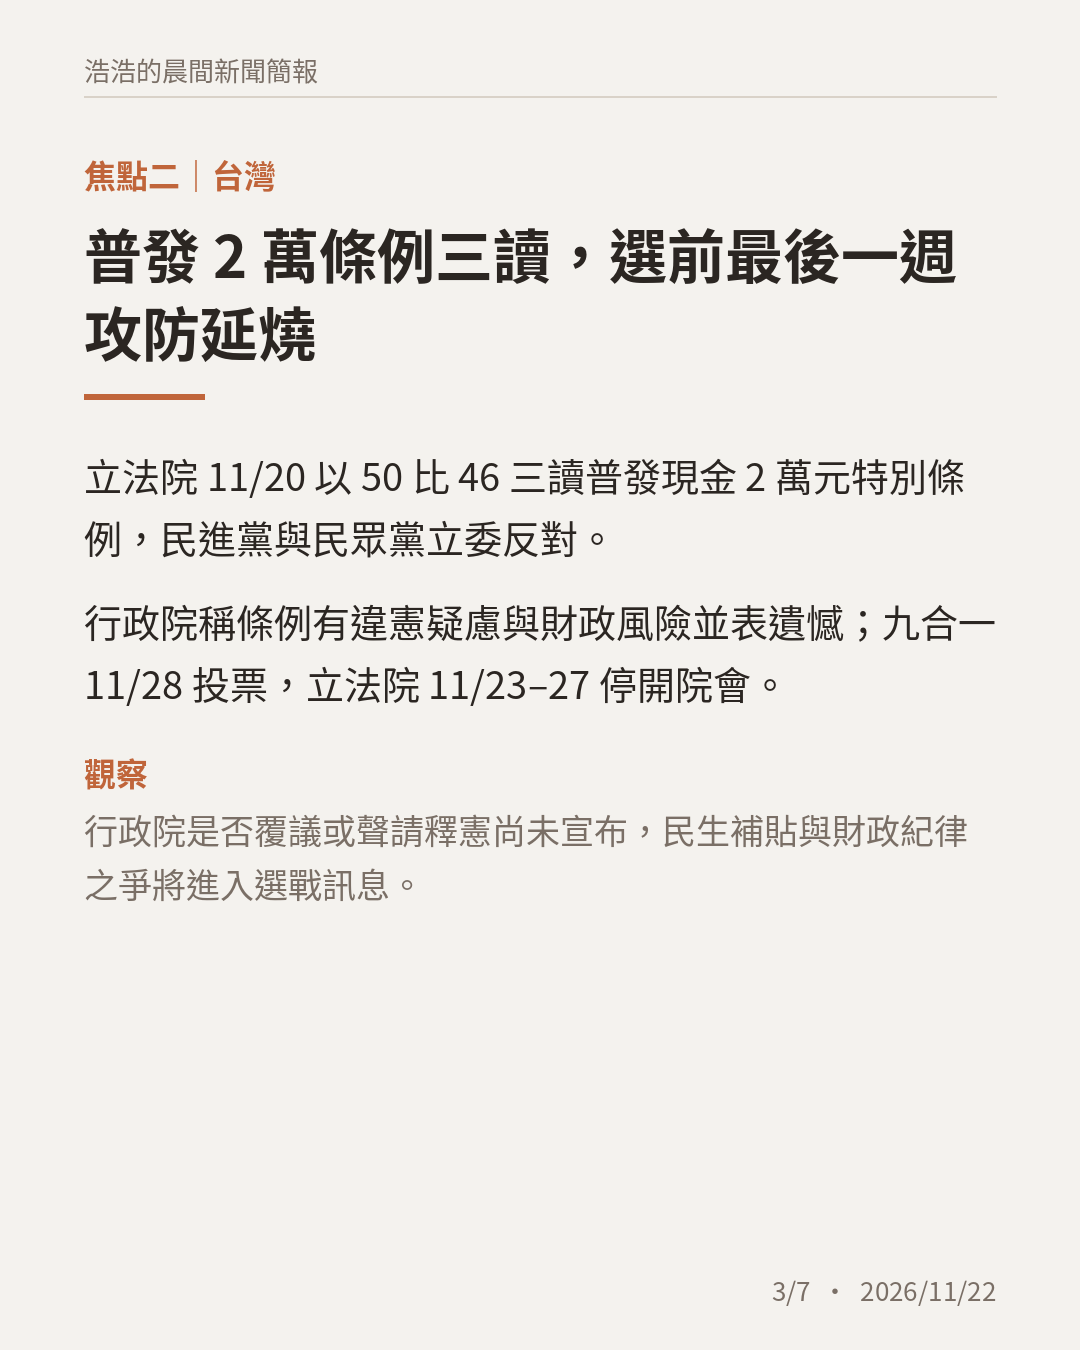 浩浩的晨間新聞簡報
焦點二｜台灣
普發 2 萬條例三讀，選前最後一週
攻防延燒
立法院 11/20 以 50 比 46 三讀普發現金 2 萬元特別條
例，民進黨與民眾黨立委反對。
行政院稱條例有違憲疑慮與財政風險並表遺憾；九合一
11/28 投票，立法院 11/23–27 停開院會。
觀察
行政院是否覆議或聲請釋憲尚未宣布，民生補貼與財政紀律
之爭將進入選戰訊息。
3/7 • 2026/11/22